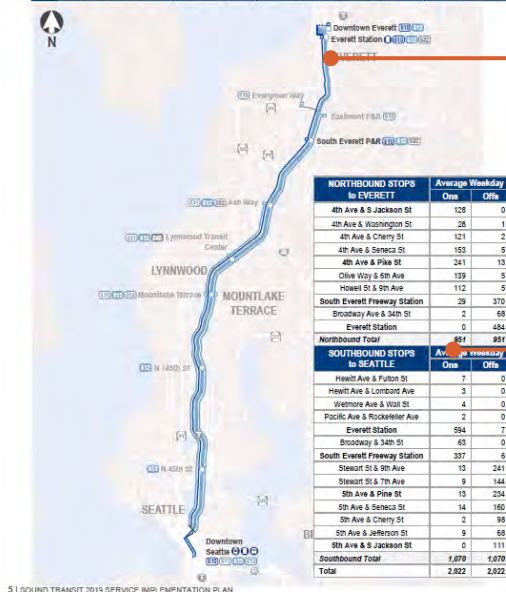 N
Downtown Everett 510 512
Everett Station
EVERETT
Evergreen Way
Eastmont P&R
South Everett P&R
Ash Way
Lynnwood Transit
Center
LYNNWOOD
Mountlake Terrace
MOUNTLAKE
TERRACE
N 145th St
N 45th St
SEATTLE
Downtown
Seattle
NORTHBOUND STOPS to EVERETT Average Weekday
Ons Offs
4th Ave & S Jackson St 128 0
4th Ave & Washington St 28 1
4th Ave & Cherry St 121 2
4th Ave & Seneca St 153 5
4th Ave & Pike St 241 13
Olive Way & 6th Ave 139 5
Howell St & 9th Ave 112 5
South Everett Freeway Station 29 370
Broadway Ave & 34th St 2 68
Everett Station 0 484
Northbound Total 951 951
SOUTHBOUND STOPS to SEATTLE Average Weekday
Ons Offs
Hewitt Ave & Fulton St 7 0
Hewitt Ave & Lombard Ave 3 0
Wetmore Ave & Wall St 4 0
Pacific Ave & Rockefeller Ave 2 0
Everett Station 594 7
Broadway & 34th St 63 0
South Everett Freeway Station 337 6
Stewart St & 9th Ave 13 241
Stewart St & 7th Ave 9 144
5th Ave & Pine St 13 234
5th Ave & Seneca St 14 160
5th Ave & Cherry St 2 98
5th Ave & Jefferson St 9 68
5th Ave & S Jackson St 0 111
Southbound Total 1,070 1,070
Total 2,022 2,022
5 | SOUND TRANSIT 2019 SERVICE IMPLEMENTATION PLAN